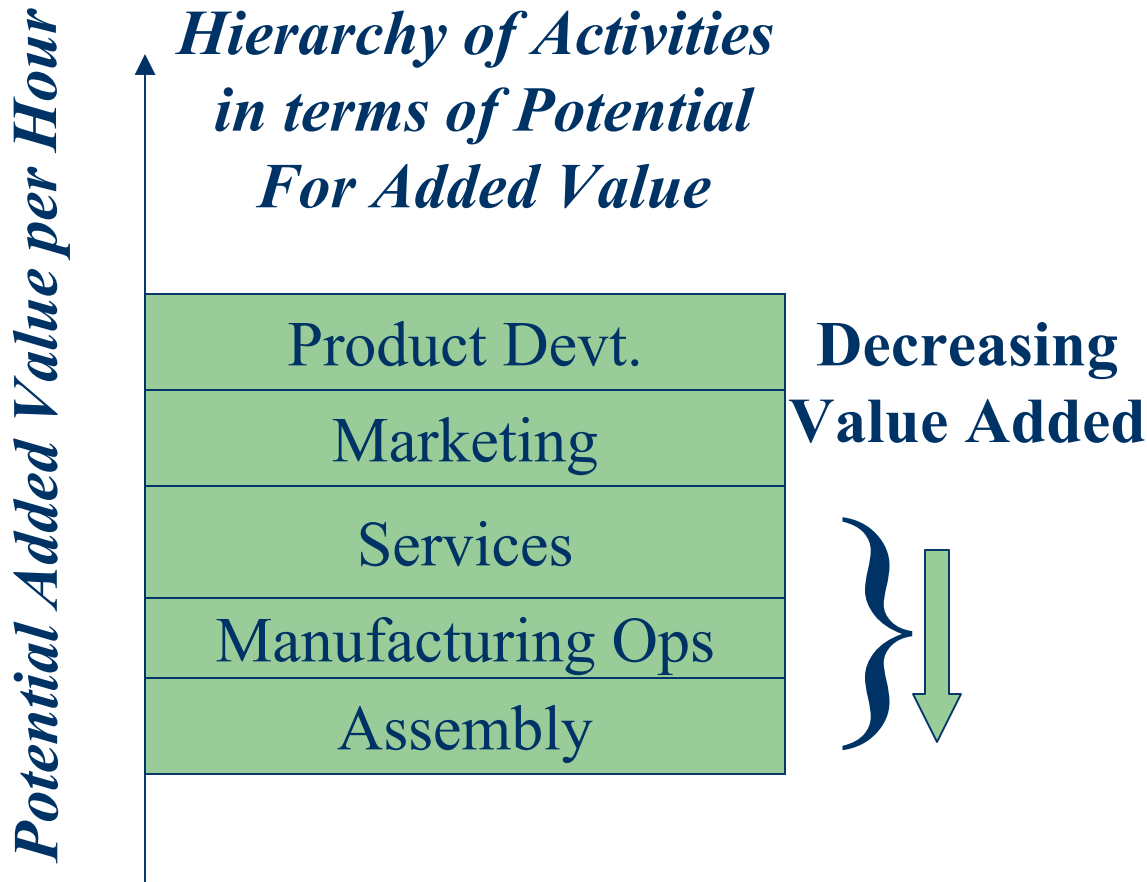 Potential Added Value per Hour
Hierarchy of Activities
in terms of Potential
For Added Value
Product Devt.
Marketing
Services
Manufacturing Ops
Assembly
Decreasing
Value Added
}